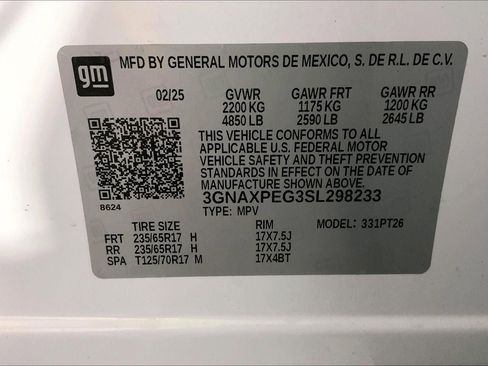 gm MFD BY GENERAL MOTORS DE MEXICO, S. DE R.L. DE C.V.
02/25 GVWR GAWR FRT GAWR RR
2200 KG 1175 KG 1200 KG
4850 LB 2590 LB 2645 LB
THIS VEHICLE CONFORMS TO ALL
APPLICABLE U.S. FEDERAL MOTOR
VEHICLE SAFETY AND THEFT PREVENTION
STANDARDS IN EFFECT ON THE DATE OF
MANUFACTURE SHOWN ABOVE.
3GNAXPEG3SL298233
8624 TYPE: MPV MODEL: 331PT26
TIRE SIZE RIM
FRT 235/65R17 H 17X7.5J
RR 235/65R17 H 17X7.5J
SPA T125/70R17 M 17X4BT